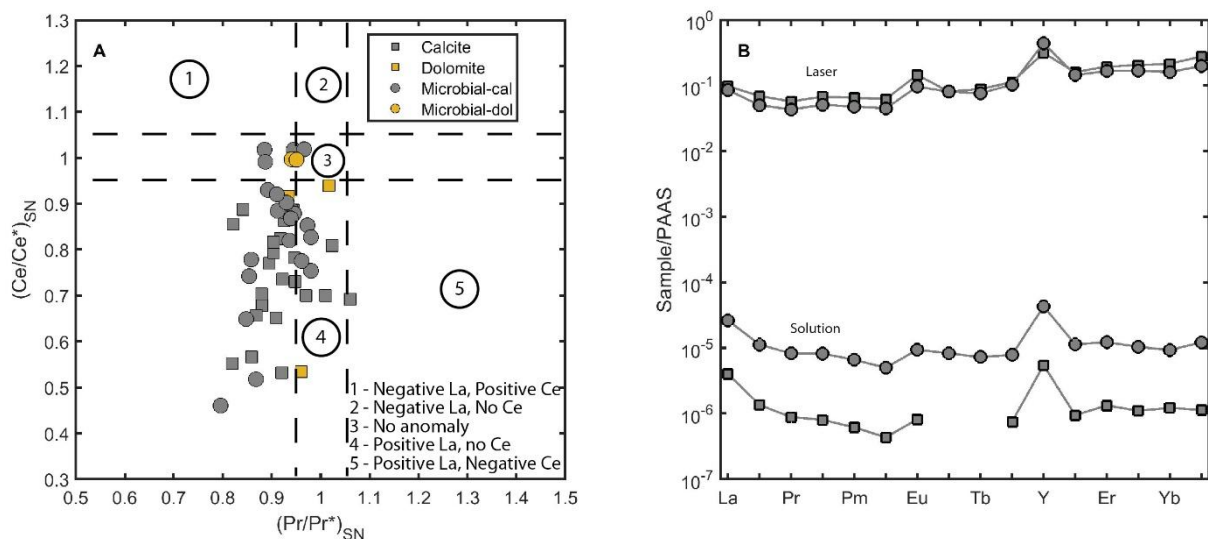 A
Calcite
Dolomite
Microbial-cal
Microbial-dol
1
2
3
4
5
1 - Negative La, Positive Ce
2 - Negative La, No Ce
3 - No anomaly
4 - Positive La, no Ce
5 - Positive La, Negative Ce
1.3
1.2
1.1
1
0.9
0.8
0.7
0.6
0.5
0.4
0.3
(Ce/Ce*)SN
0.5 0.6 0.7 0.8 0.9 1 1.1 1.2 1.3 1.4 1.5
(Pr/Pr*)SN
B
Laser
Solution
10^0
10^-1
10^-2
10^-3
10^-4
10^-5
10^-6
10^-7
Sample/PAAS
La Pr Pm Eu Tb Y Er Yb